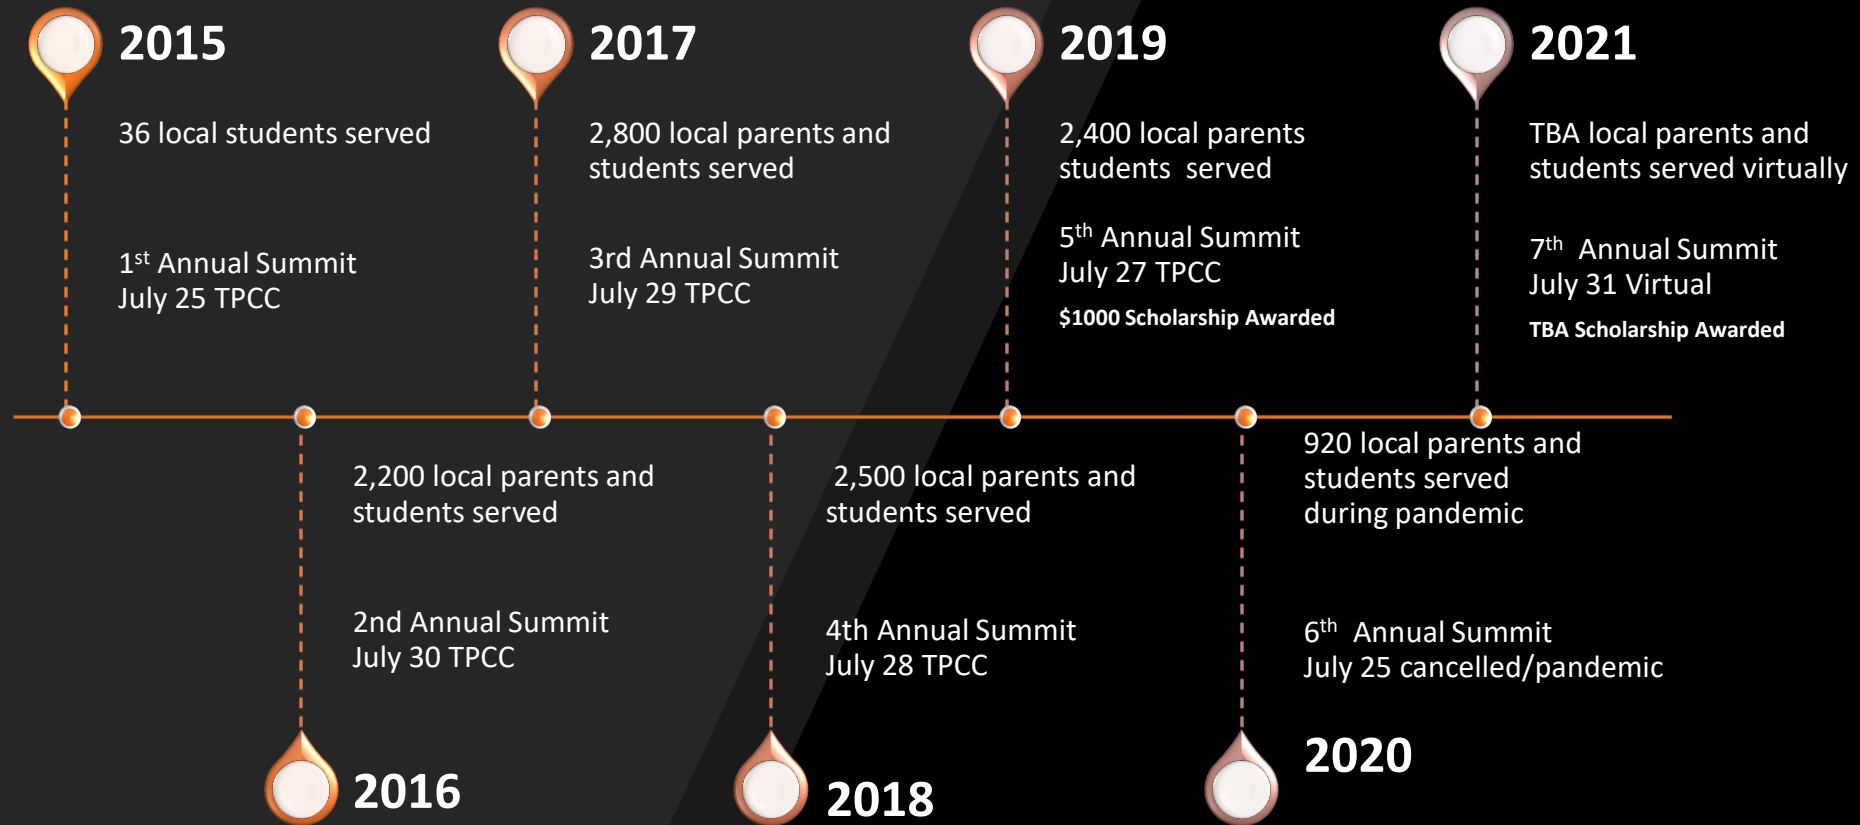 2015
36 local students served
1st Annual Summit
July 25 TPCC
2017
2,800 local parents and
students served
3rd Annual Summit
July 29 TPCC
2019
2,400 local parents
students  served
5th Annual Summit
July 27 TPCC
$1000 Scholarship Awarded
2021
TBA local parents and
students served virtually
7th  Annual Summit
July 31 Virtual
TBA Scholarship Awarded
2,200 local parents and
students served
2nd Annual Summit
July 30 TPCC
2016
2,500 local parents and
students served
4th Annual Summit
July 28 TPCC
2018
920 local parents and
students served
during pandemic
6th  Annual Summit
July 25 cancelled/pandemic
2020